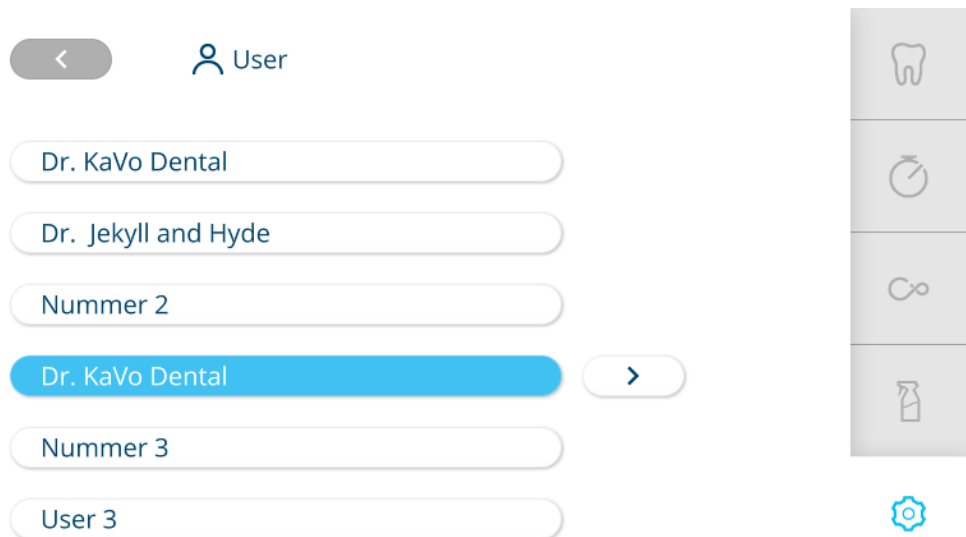 User
Dr. KaVo Dental
Dr. Jekyll and Hyde
Nummer 2
Dr. KaVo Dental
Nummer 3
User 3